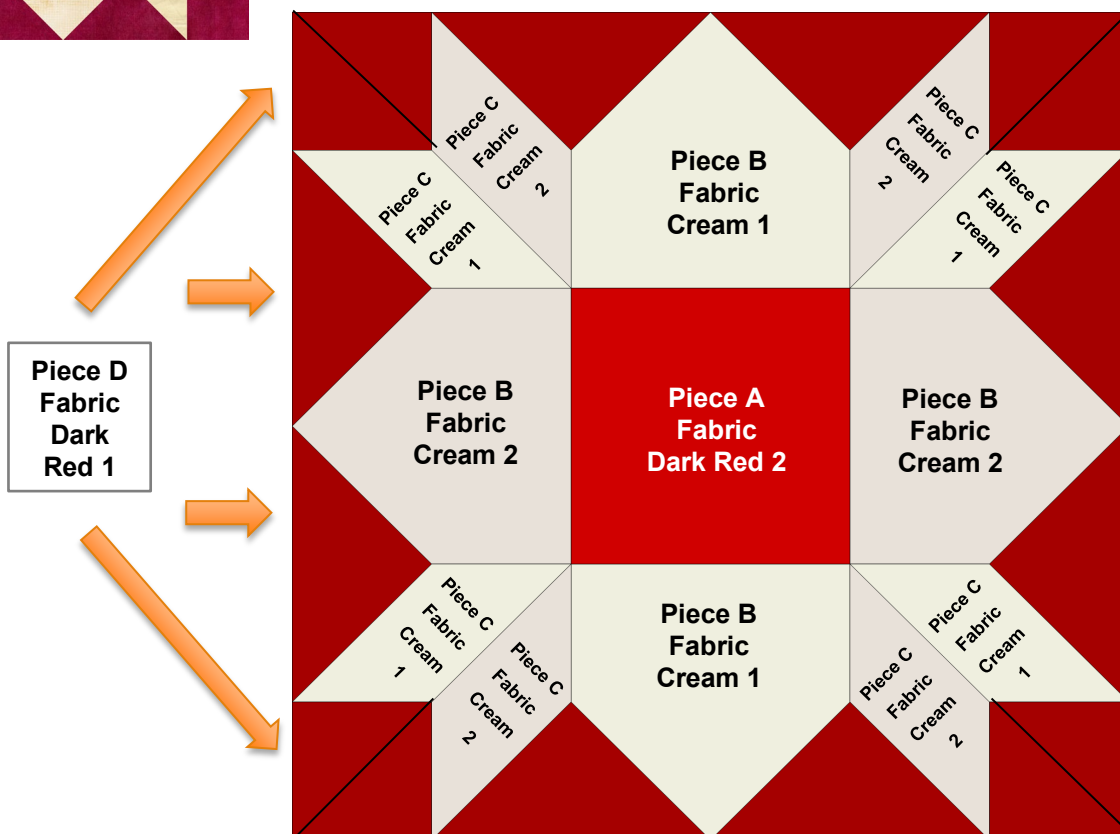 Piece C
Fabric
Cream
2
Piece C
Fabric
Cream
1
Piece B
Fabric
Cream 1
Piece C
Fabric
Cream
2
Piece C
Fabric
Cream
1
Piece D
Fabric
Dark
Red 1
Piece B
Fabric
Cream 2
Piece A
Fabric
Dark Red 2
Piece B
Fabric
Cream 2
Piece C
Fabric
Cream
1
Piece C
Fabric
Cream
2
Piece B
Fabric
Cream 1
Piece C
Fabric
Cream
2
Piece C
Fabric
Cream
1